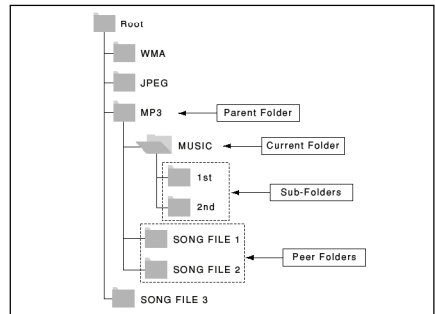 Root
WMA
JPEG
MP3
Parent Folder
MUSIC
Current Folder
1st
Sub-Folders
2nd
SONG FILE 1
Peer Folders
SONG FILE 2
SONG FILE 3